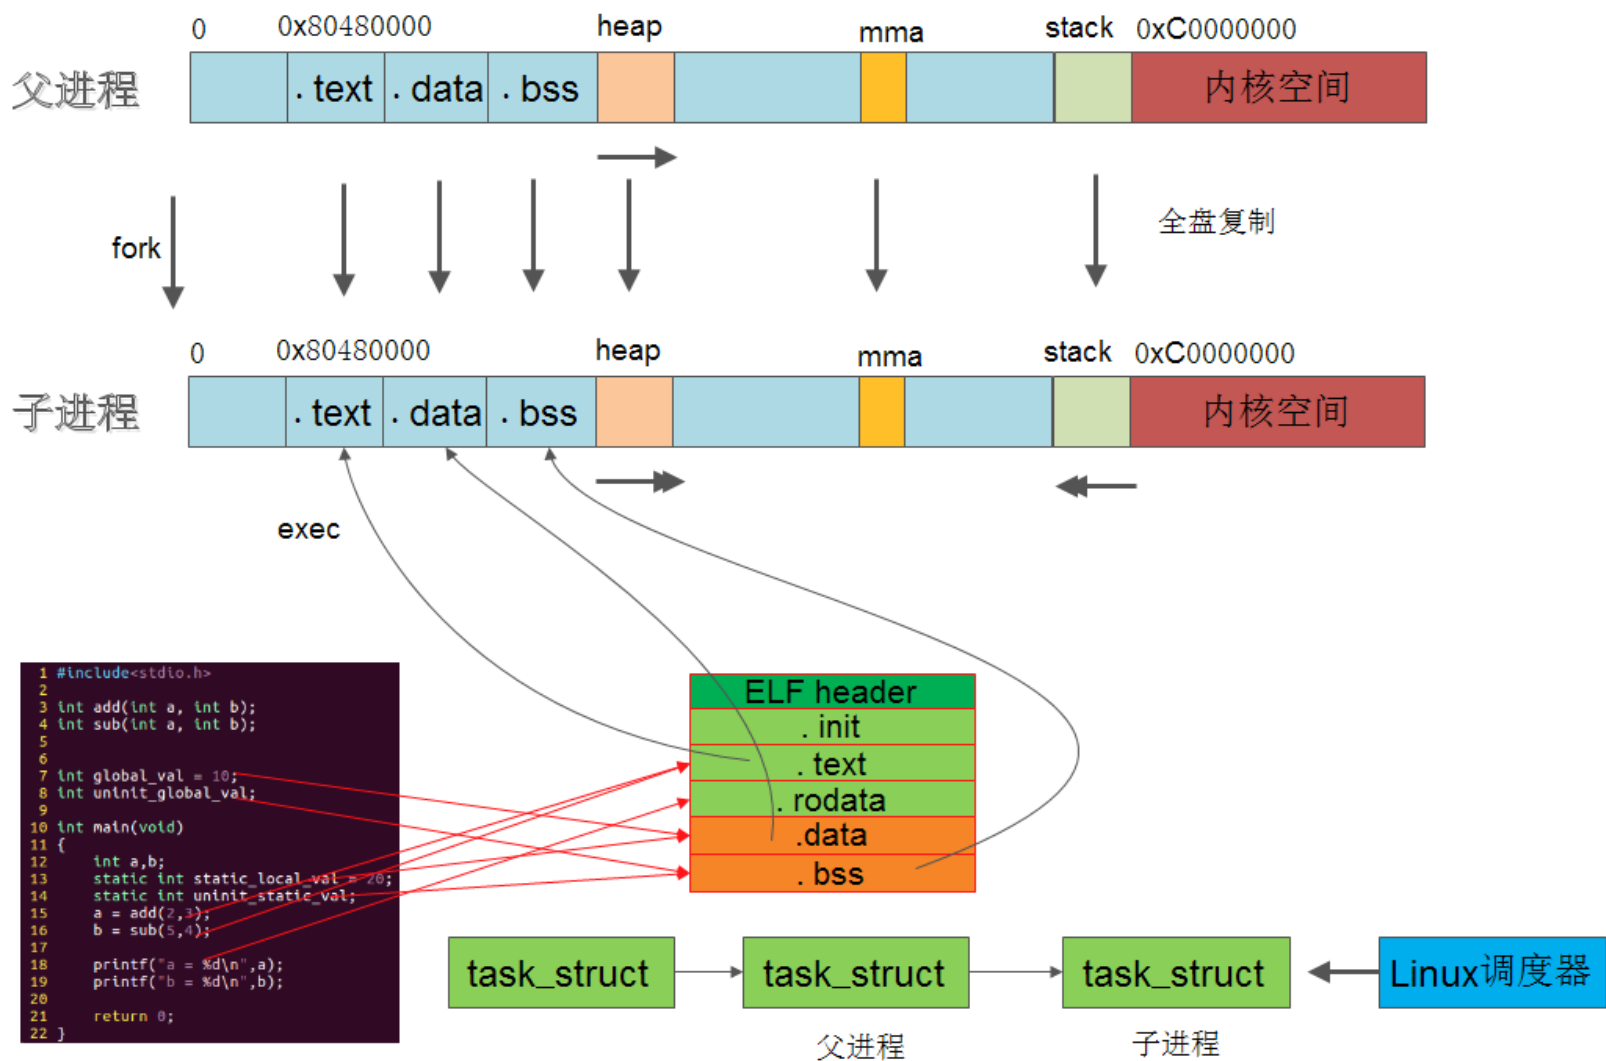 0 0x80480000 heap mma stack 0xC0000000
父进程 . text . data . bss 内核空间
fork 全盘复制
0 0x80480000 heap mma stack 0xC0000000
子进程 . text . data . bss 内核空间
exec
1 #include<stdio.h>
2
3 int add(int a, int b);
4 int sub(int a, int b);
5
6
7 int global_val = 10;
8 int uninit_global_val;
9
10 int main(void)
11 {
12 int a,b;
13 static int static_local_val = 20;
14 static int uninit_static_val;
15 a = add(2,3);
16 b = sub(5,4);
17
18 printf("a = %d\n",a);
19 printf("b = %d\n",b);
20
21 return 0;
22 }
ELF header
. init
. text
. rodata
.data
. bss
task_struct task_struct task_struct Linux调度器
父进程 子进程